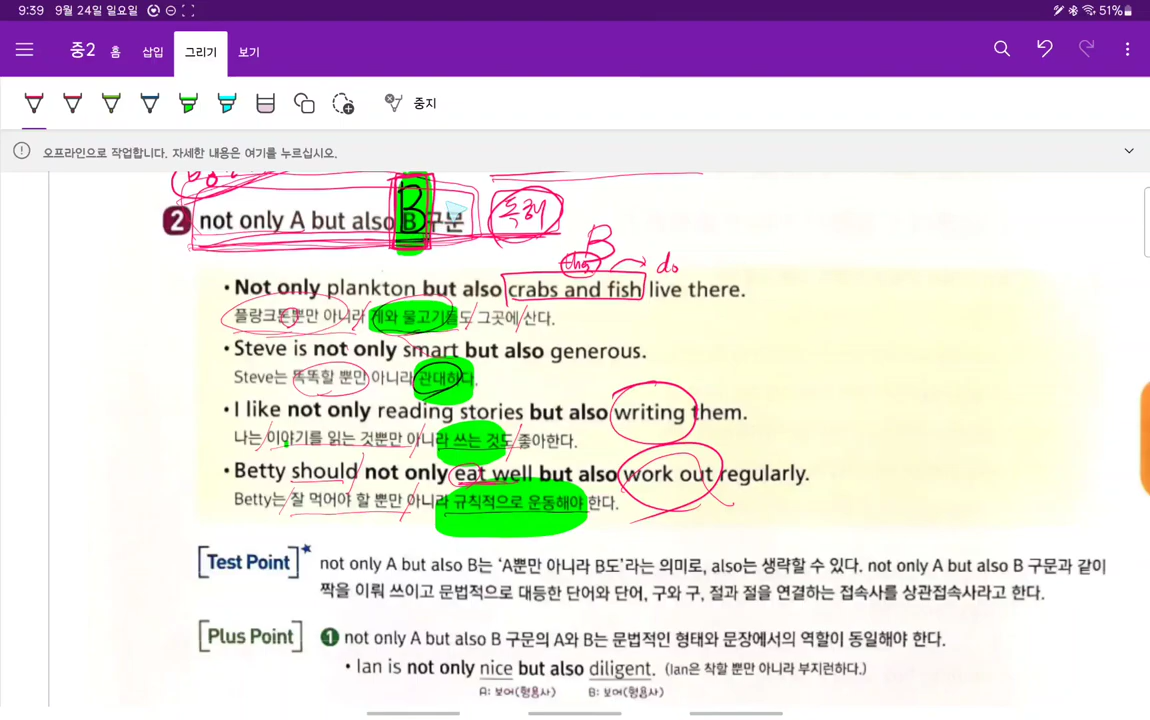 9:39 9월 24일 일요일 51%
중2 홈 삽입 그리기 보기
중지
오프라인으로 작업합니다. 자세한 내용은 여기를 누르십시오.
2 not only A but also B 구문 독해
B
they do
• Not only plankton but also crabs and fish live there.
플랑크톤뿐만 아니라 게와 물고기들도 그곳에 산다.
• Steve is not only smart but also generous.
Steve는 똑똑할 뿐만 아니라 관대하다.
• I like not only reading stories but also writing them.
나는 이야기를 읽는 것뿐만 아니라 쓰는 것도 좋아한다.
• Betty should not only eat well but also work out regularly.
Betty는 잘 먹어야 할 뿐만 아니라 규칙적으로 운동해야 한다.
[Test Point]* not only A but also B는 ‘A뿐만 아니라 B도’라는 의미로, also는 생략할 수 있다. not only A but also B 구문과 같이
짝을 이뤄 쓰이고 문법적으로 대등한 단어와 단어, 구와 구, 절과 절을 연결하는 접속사를 상관접속사라고 한다.
[Plus Point] 1 not only A but also B 구문의 A와 B는 문법적인 형태와 문장에서의 역할이 동일해야 한다.
• Ian is not only nice but also diligent. (Ian은 착할 뿐만 아니라 부지런하다.)
A: 보어(형용사) B: 보어(형용사)